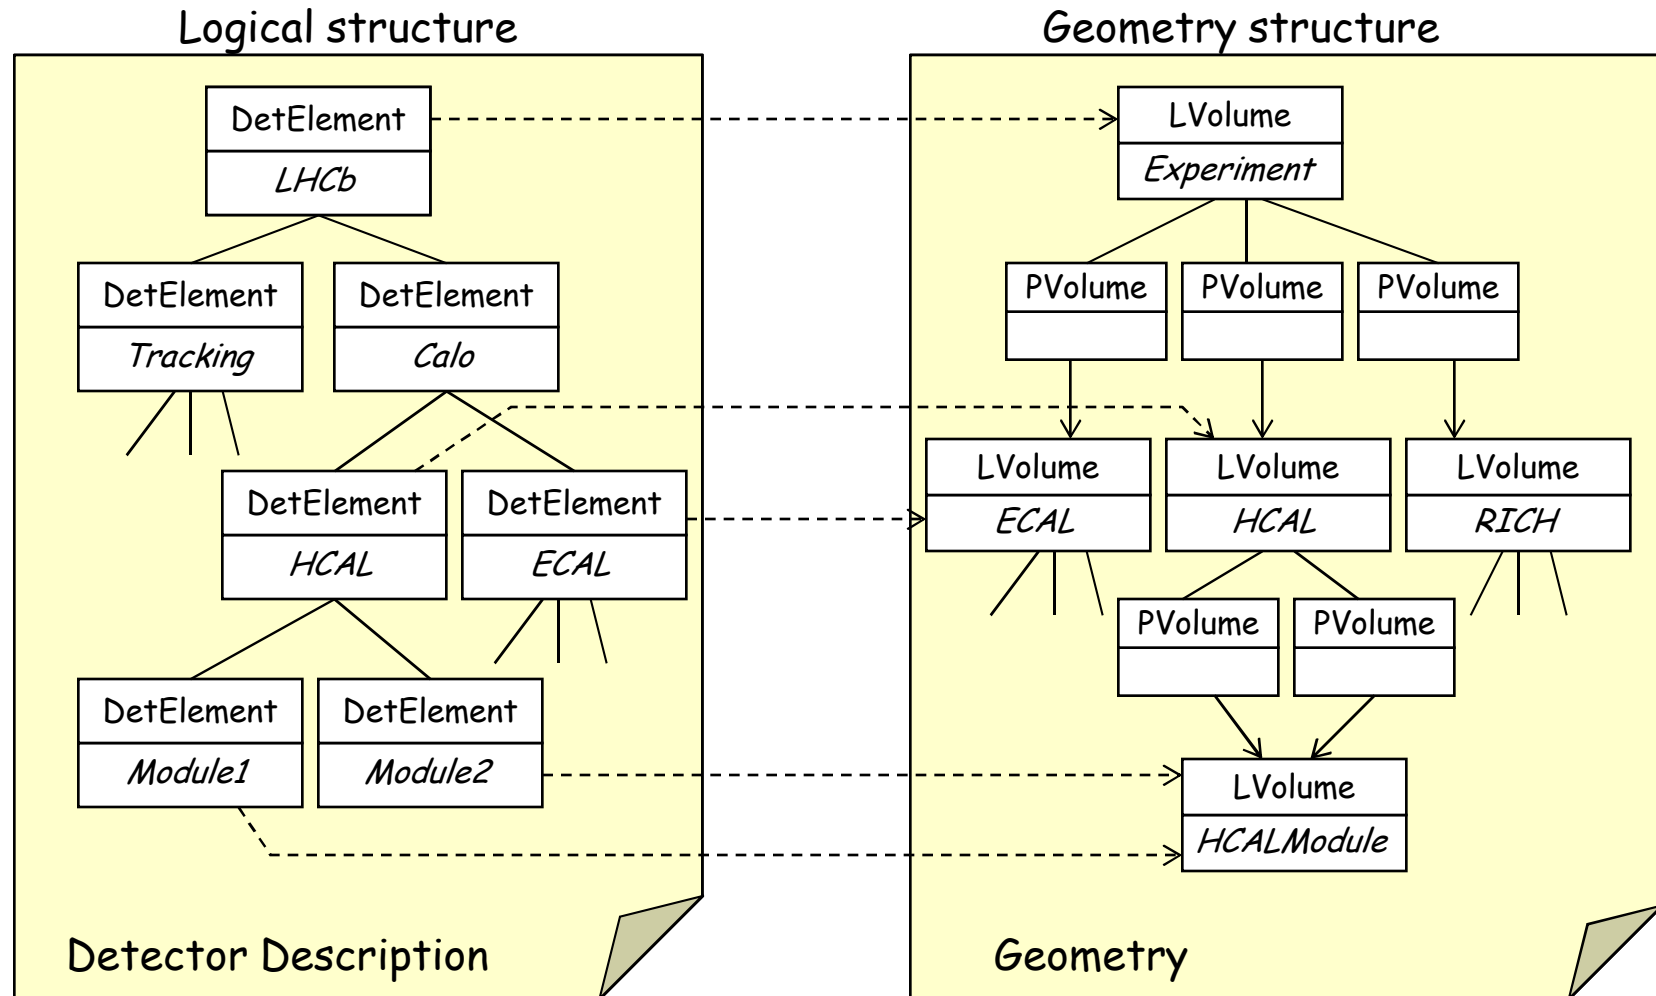 Logical structure
Geometry structure
DetElement
LHCb
DetElement
Tracking
DetElement
Calo
DetElement
HCAL
DetElement
ECAL
DetElement
Module1
DetElement
Module2
Detector Description
LVolume
Experiment
PVolume
PVolume
PVolume
LVolume
ECAL
LVolume
HCAL
LVolume
RICH
PVolume
PVolume
LVolume
HCALModule
Geometry